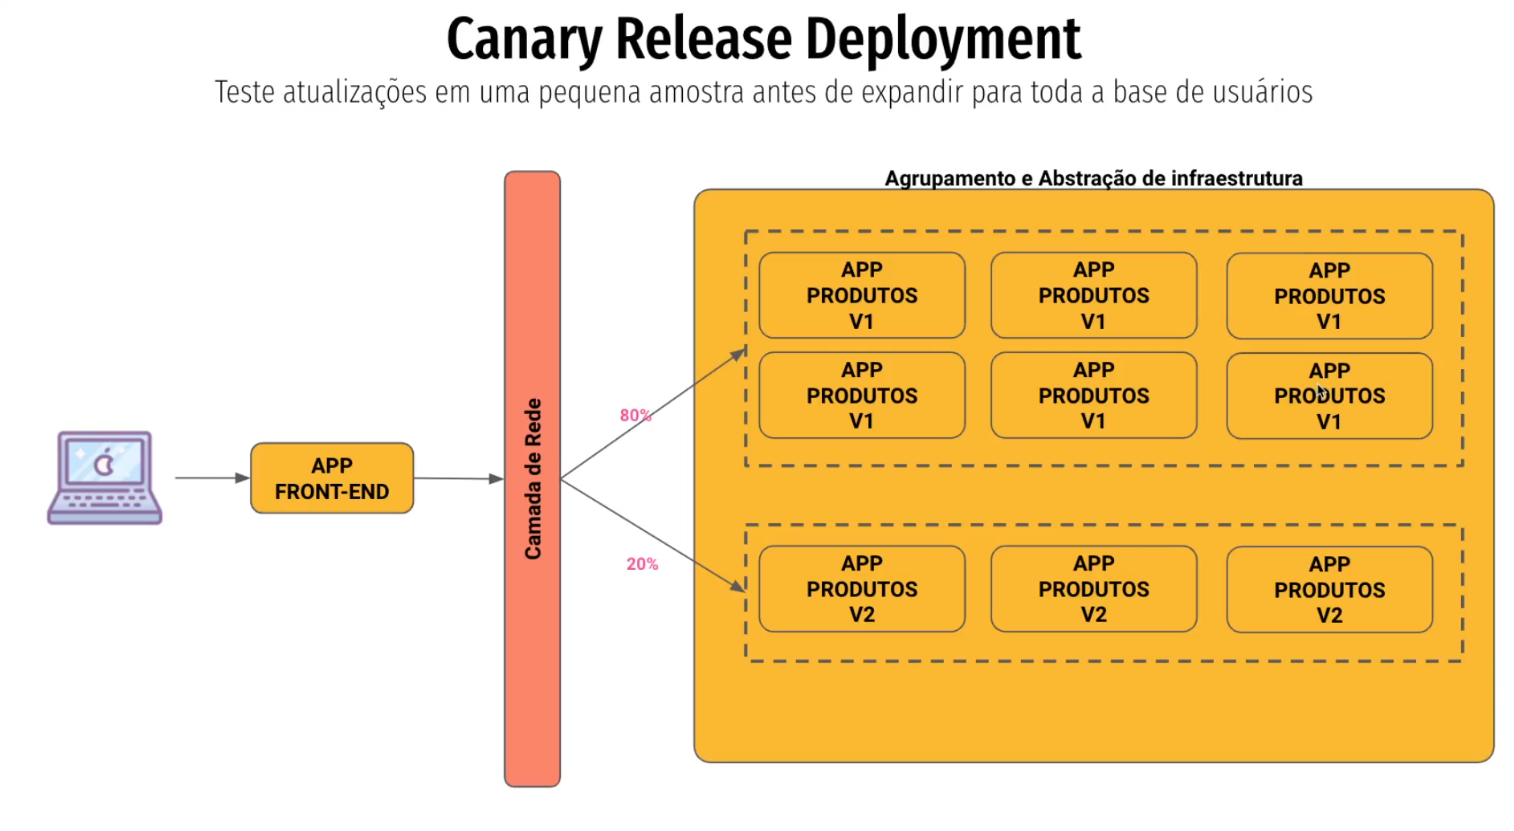 Canary Release Deployment
Teste atualizações em uma pequena amostra antes de expandir para toda a base de usuários
Agrupamento e Abstração de infraestrutura
APP
PRODUTOS
V1
APP
PRODUTOS
V1
APP
PRODUTOS
V1
APP
PRODUTOS
V1
APP
PRODUTOS
V1
APP
PRODUTOS
V1
80%
Camada de Rede
APP
FRONT-END
20%
APP
PRODUTOS
V2
APP
PRODUTOS
V2
APP
PRODUTOS
V2